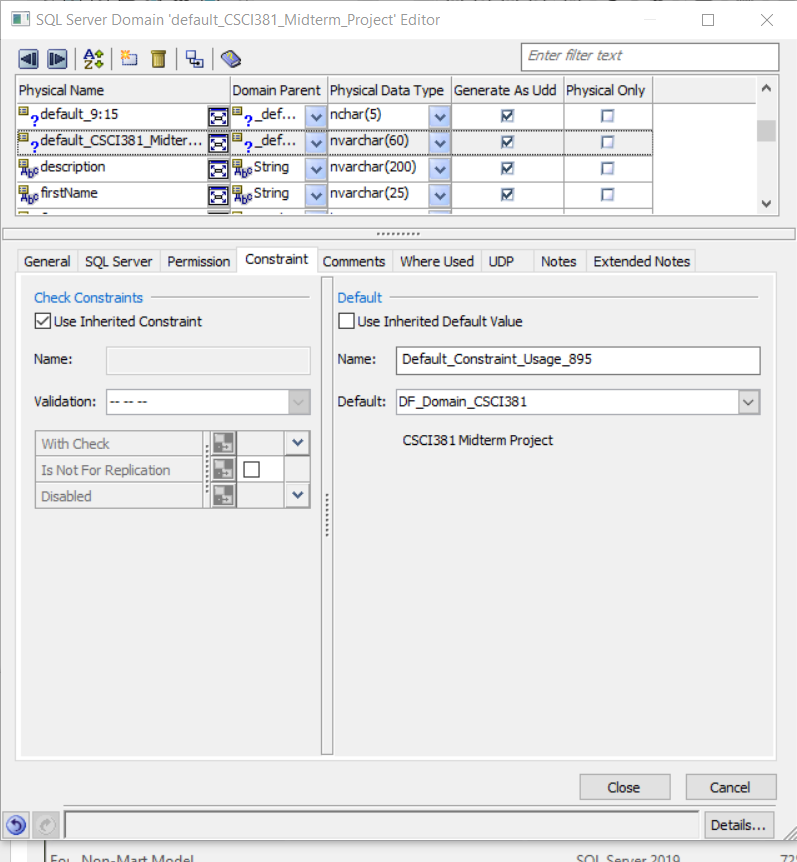 SQL Server Domain 'default_CSCI381_Midterm_Project' Editor
Enter filter text
Physical Name Domain Parent Physical Data Type Generate As Udd Physical Only
default_9:15 _def... nchar(5)
default_CSCI381_Midter... _def... nvarchar(60)
description String nvarchar(200)
firstName String nvarchar(25)
General SQL Server Permission Constraint Comments Where Used UDP Notes Extended Notes
Check Constraints
Use Inherited Constraint
Name:
Validation: -- -- --
With Check
Is Not For Replication
Disabled
Default
Use Inherited Default Value
Name: Default_Constraint_Usage_895
Default: DF_Domain_CSCI381
CSCI381 Midterm Project
Close Cancel
Details...
Non-Mart Model SQL Server 2019